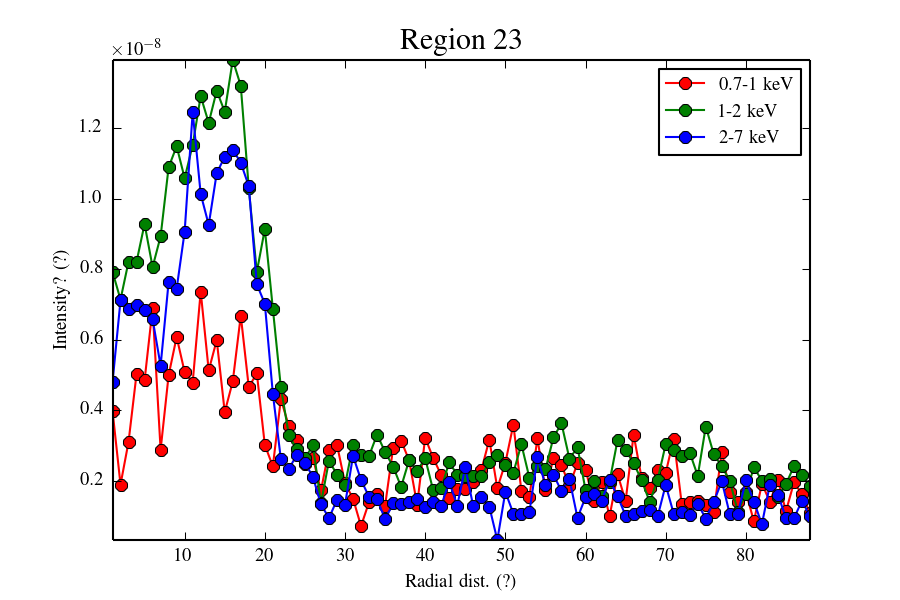 Region 23
×10⁻⁸
0.7-1 keV
1-2 keV
2-7 keV
1.2
1.0
0.8
0.6
0.4
0.2
Intensity? (?)
10 20 30 40 50 60 70 80
Radial dist. (?)